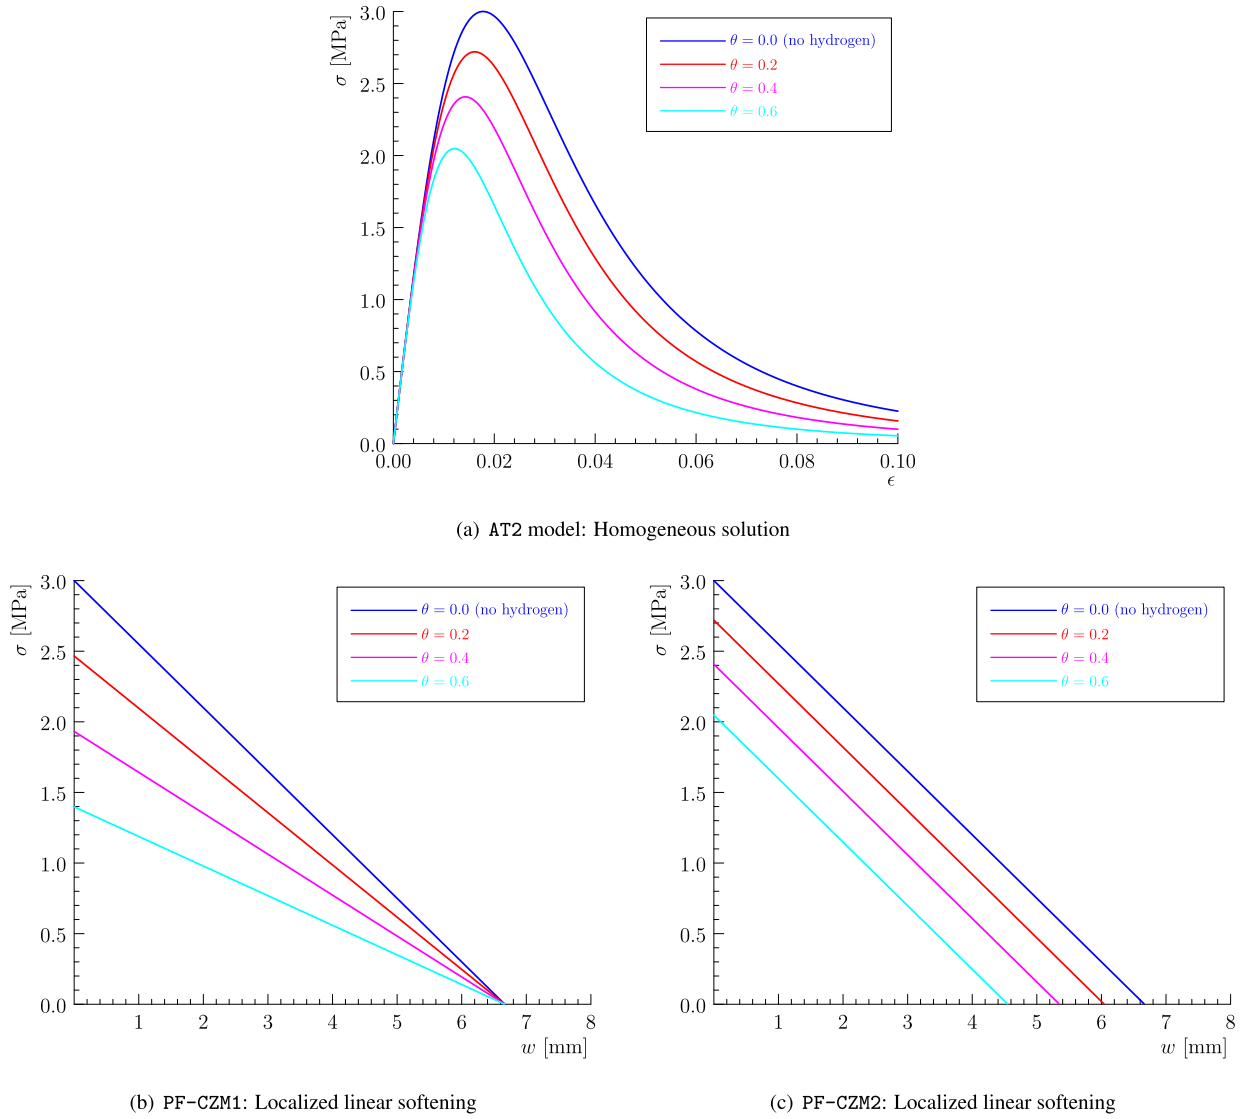 σ [MPa]
3.0
2.5
2.0
1.5
1.0
0.5
0.0
0.00 0.02 0.04 0.06 0.08 0.10
ϵ
θ = 0.0 (no hydrogen)
θ = 0.2
θ = 0.4
θ = 0.6
(a) AT2 model: Homogeneous solution
σ [MPa]
3.0
2.5
2.0
1.5
1.0
0.5
0.0
1 2 3 4 5 6 7 8
w [mm]
θ = 0.0 (no hydrogen)
θ = 0.2
θ = 0.4
θ = 0.6
(b) PF-CZM1: Localized linear softening
σ [MPa]
3.0
2.5
2.0
1.5
1.0
0.5
0.0
1 2 3 4 5 6 7 8
w [mm]
θ = 0.0 (no hydrogen)
θ = 0.2
θ = 0.4
θ = 0.6
(c) PF-CZM2: Localized linear softening